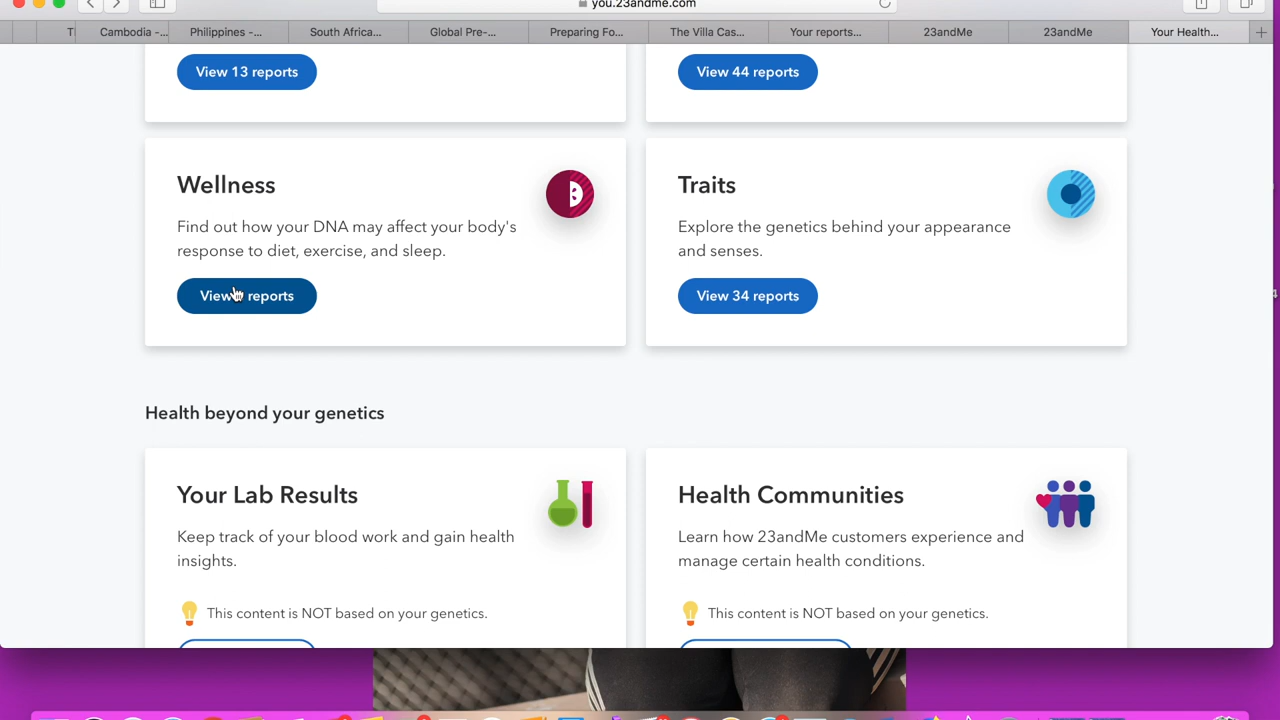 you.23andme.com
Cambodia -... Philippines -... South Africa... Global Pre-... Preparing Fo... The Villa Cas... Your reports... 23andMe 23andMe Your Health...
View 13 reports
View 44 reports
Wellness
Find out how your DNA may affect your body's
response to diet, exercise, and sleep.
View reports
Traits
Explore the genetics behind your appearance
and senses.
View 34 reports
Health beyond your genetics
Your Lab Results
Keep track of your blood work and gain health
insights.
This content is NOT based on your genetics.
Health Communities
Learn how 23andMe customers experience and
manage certain health conditions.
This content is NOT based on your genetics.